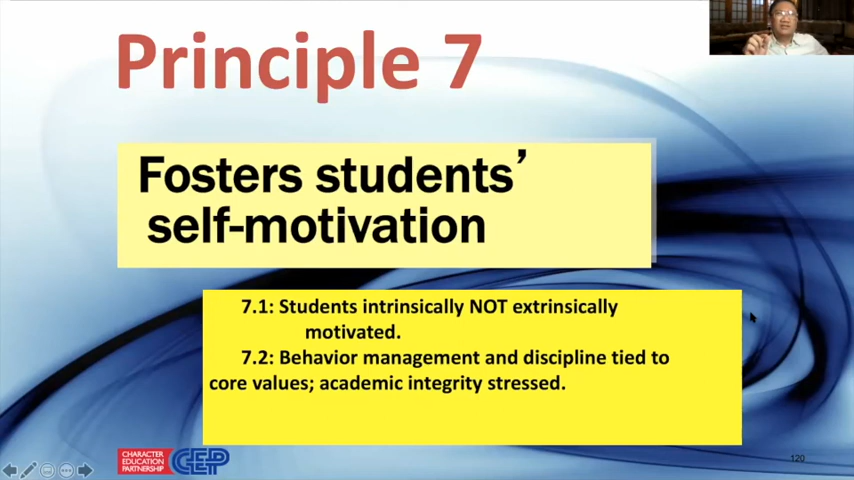 Principle 7
Fosters students’
self-motivation
7.1: Students intrinsically NOT extrinsically
motivated.
7.2: Behavior management and discipline tied to
core values; academic integrity stressed.
CHARACTER
EDUCATION
PARTNERSHIP
CEP
120